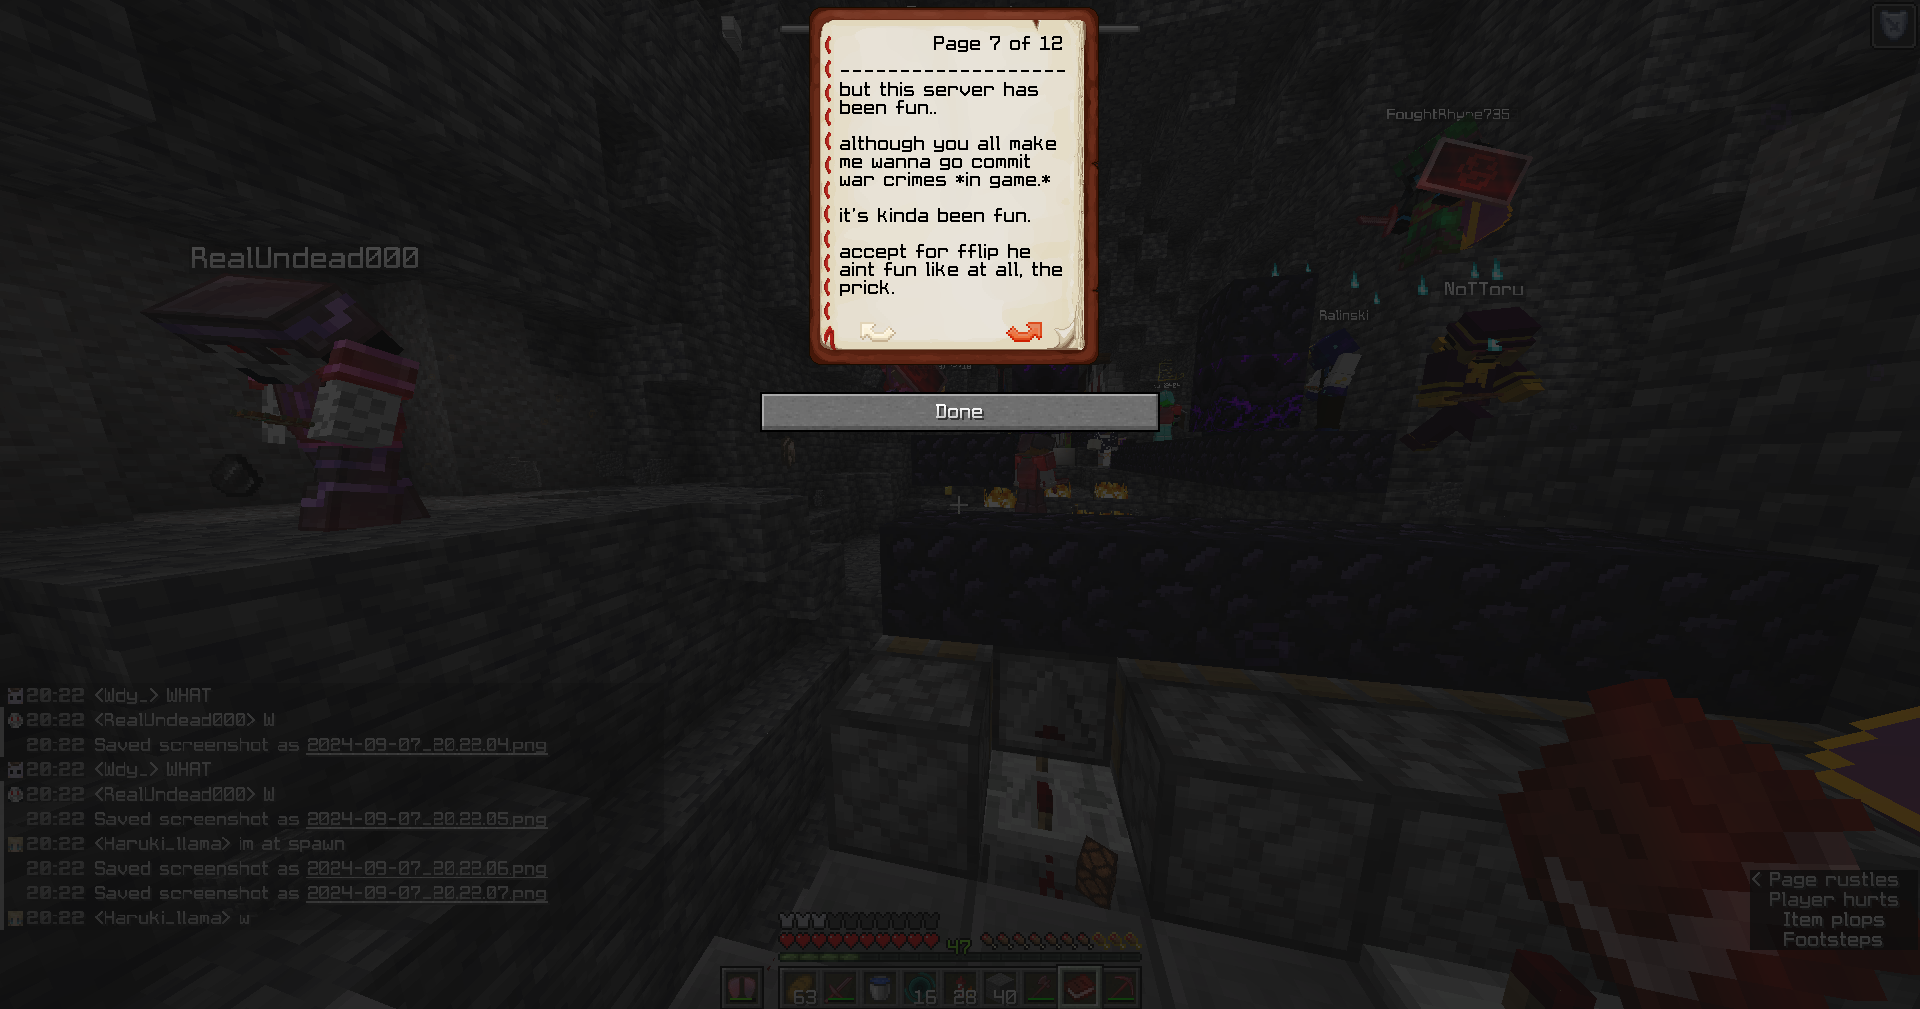 Page 7 of 12
-------------------
but this server has
been fun..
although you all make
me wanna go commit
war crimes *in game.*
it's kinda been fun.
accept for fflip he
aint fun like at all, the
prick.
Done
FoughtRhyme735
RealUndead000
NoTToru
Ralinski
20:22 <Wdy_> WHAT
20:22 <RealUndead000> W
20:22 Saved screenshot as 2024-09-07_20.22.04.png
20:22 <Wdy_> WHAT
20:22 <RealUndead000> W
20:22 Saved screenshot as 2024-09-07_20.22.05.png
20:22 <Haruki_llama> im at spawn
20:22 Saved screenshot as 2024-09-07_20.22.06.png
20:22 Saved screenshot as 2024-09-07_20.22.07.png
20:22 <Haruki_llama> w
< Page rustles
Player hurts
Item plops
Footsteps
47
63 16 28 40